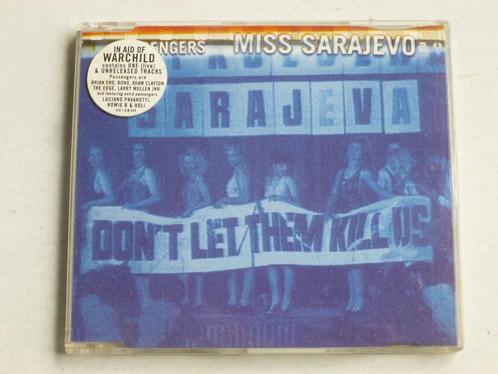 ENGERS MISS SARAJEVO
IN AID OF
WARCHILD
contains ONE (live)
& UNRELEASED TRACKS
Passengers are
BRIAN ENO, BONO, ADAM CLAYTON
THE EDGE, LARRY MULLEN JNR
and featuring extra passengers
LUCIANO PAVAROTTI,
HOWIE B & HOLI
SARAJEVA
DON'T LET THEM KILL US